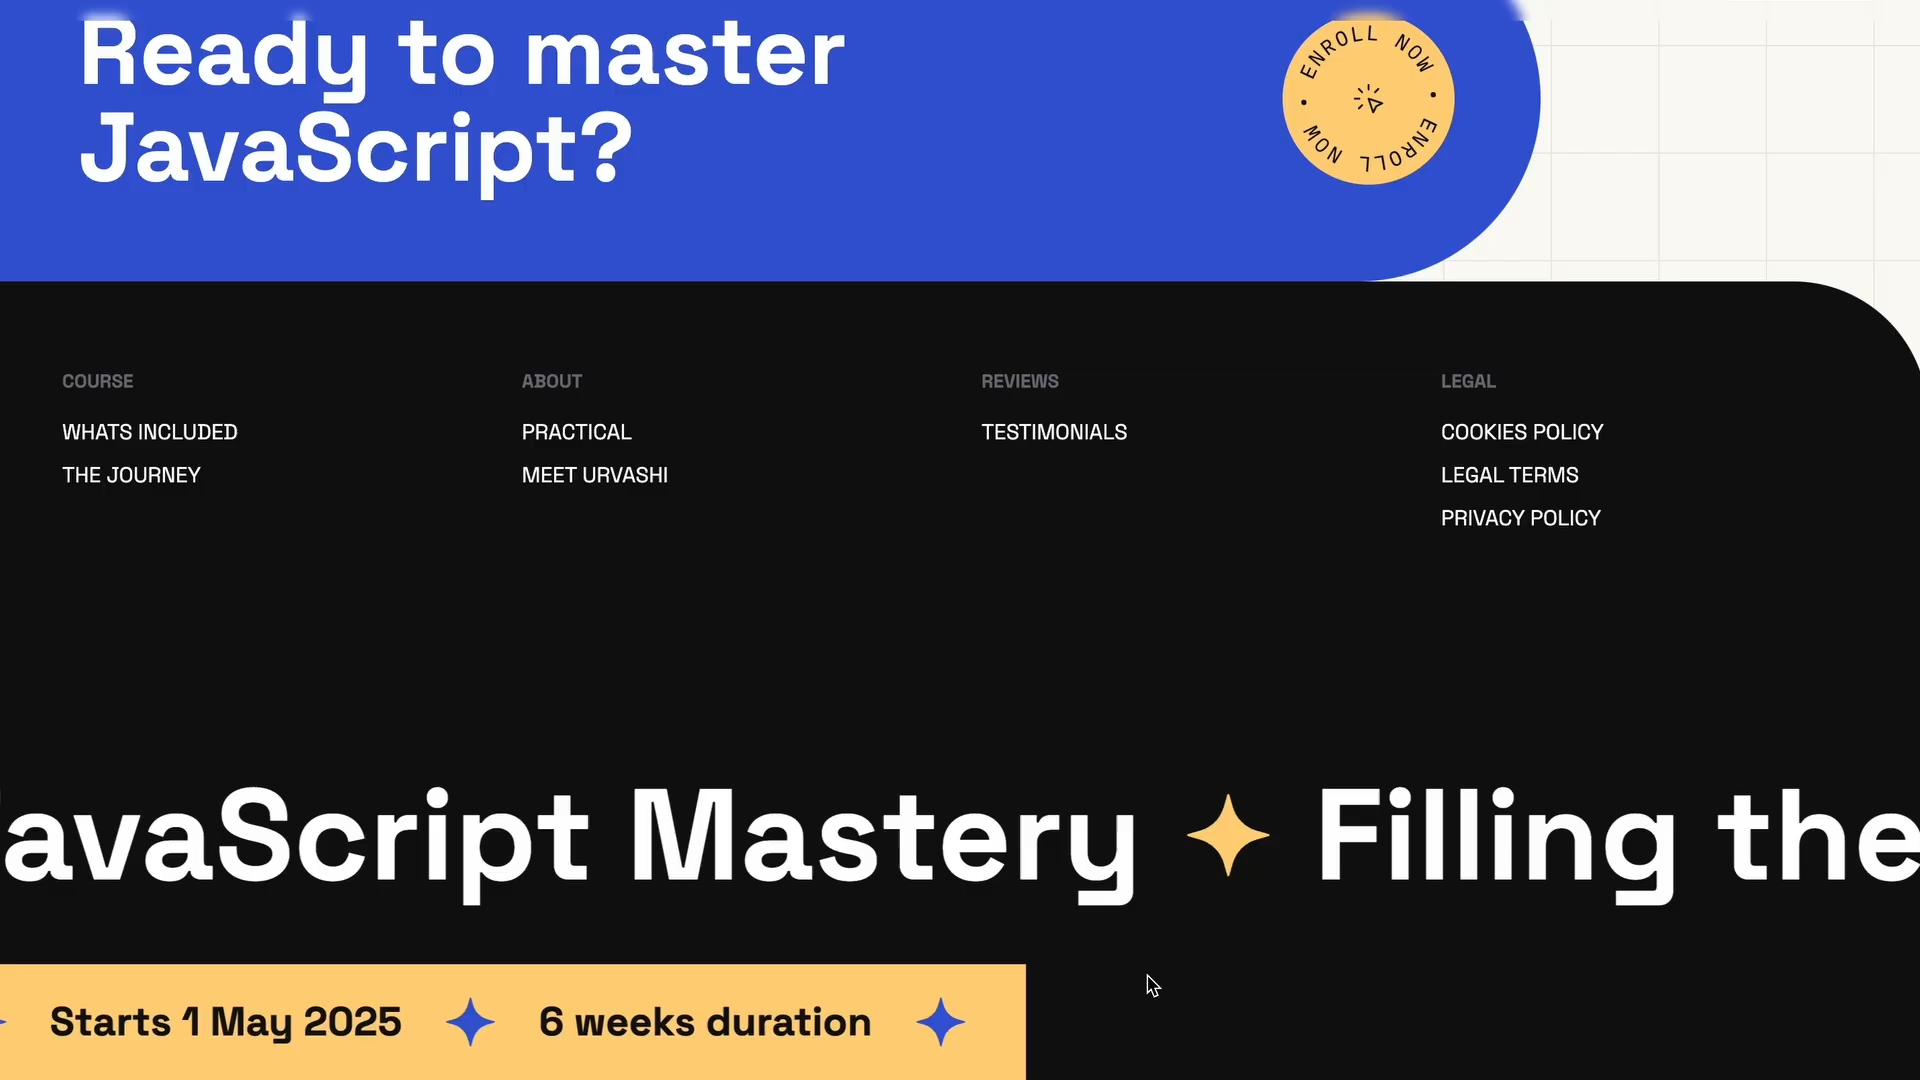 Ready to master
JavaScript?
ENROLL NOW • ENROLL NOW •
COURSE
WHATS INCLUDED
THE JOURNEY
ABOUT
PRACTICAL
MEET URVASHI
REVIEWS
TESTIMONIALS
LEGAL
COOKIES POLICY
LEGAL TERMS
PRIVACY POLICY
avaScript Mastery ✦ Filling the
Starts 1 May 2025 ✦ 6 weeks duration ✦